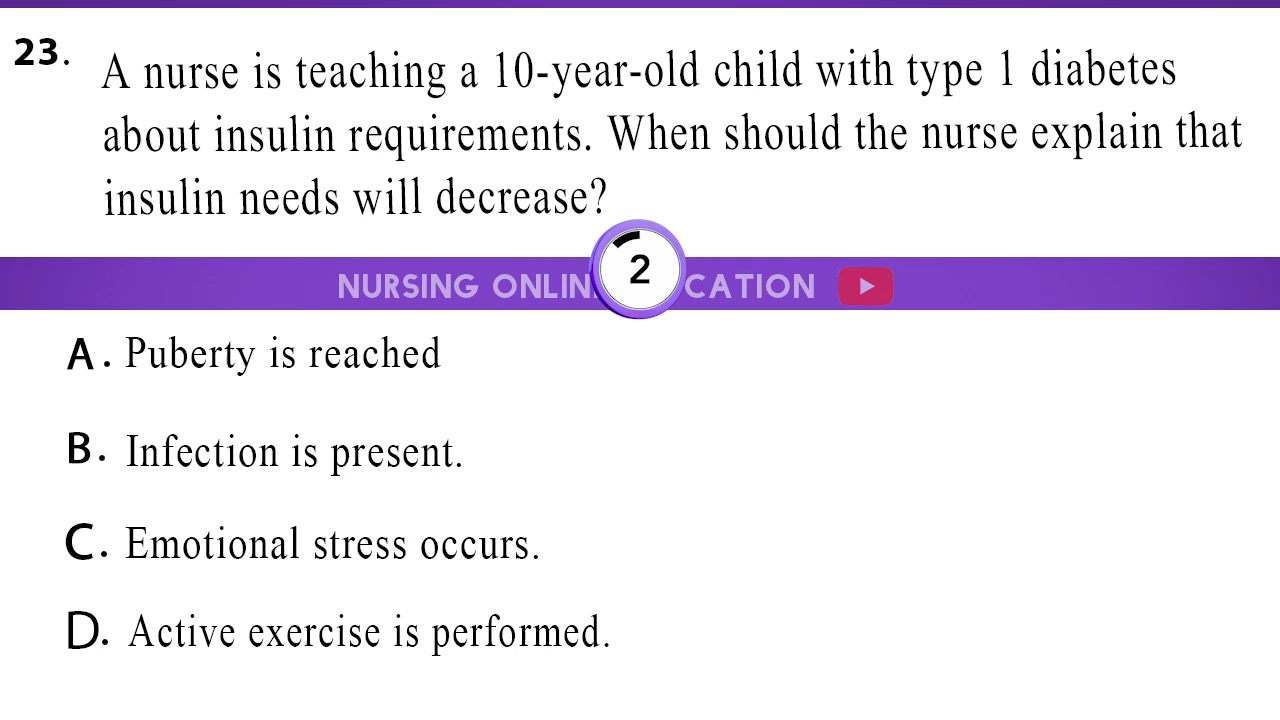 23. A nurse is teaching a 10-year-old child with type 1 diabetes
about insulin requirements. When should the nurse explain that
insulin needs will decrease?
2
NURSING ONLIN CATION
A. Puberty is reached
B. Infection is present.
C. Emotional stress occurs.
D. Active exercise is performed.